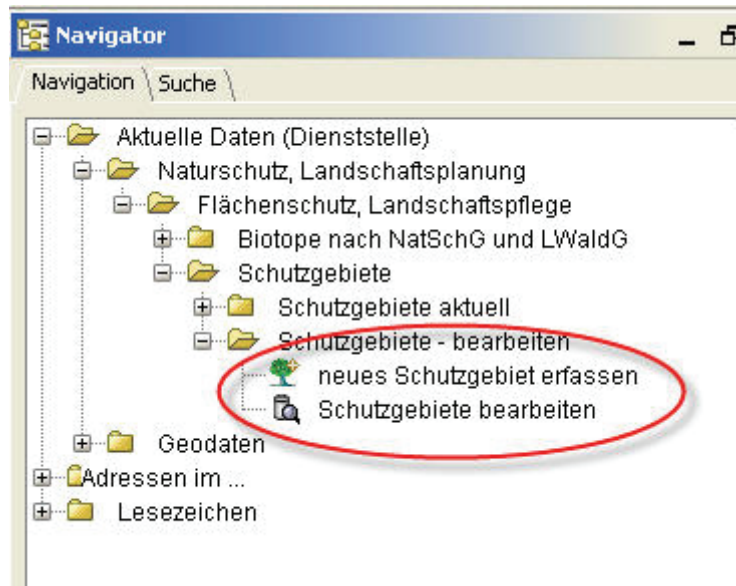 Navigator
Navigation Suche
Aktuelle Daten (Dienststelle)
Naturschutz, Landschaftsplanung
Flächenschutz, Landschaftspflege
Biotope nach NatSchG und LWaldG
Schutzgebiete
Schutzgebiete aktuell
Schutzgebiete - bearbeiten
neues Schutzgebiet erfassen
Schutzgebiete bearbeiten
Geodaten
Adressen im ...
Lesezeichen